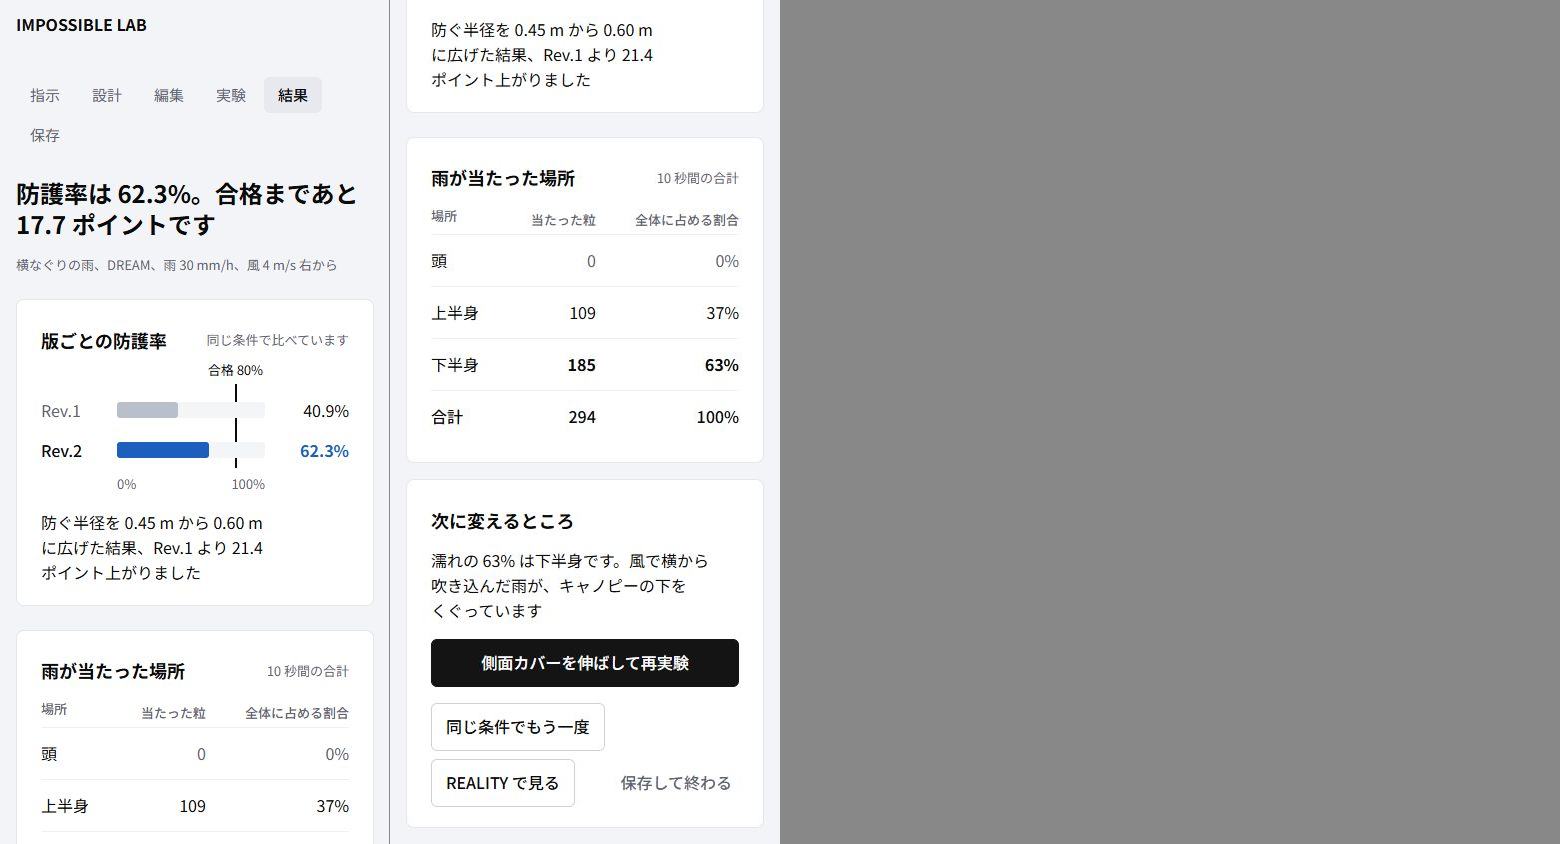 IMPOSSIBLE LAB
指示 設計 編集 実験 結果
保存
防護率は 62.3%。合格まであと
17.7 ポイントです
横なぐりの雨、DREAM、雨 30 mm/h、風 4 m/s 右から
版ごとの防護率 同じ条件で比べています
合格 80%
Rev.1 40.9%
Rev.2 62.3%
0% 100%
防ぐ半径を 0.45 m から 0.60 m
に広げた結果、Rev.1 より 21.4
ポイント上がりました
雨が当たった場所 10 秒間の合計
場所 当たった粒 全体に占める割合
頭 0 0%
上半身 109 37%
防ぐ半径を 0.45 m から 0.60 m
に広げた結果、Rev.1 より 21.4
ポイント上がりました
雨が当たった場所 10 秒間の合計
場所 当たった粒 全体に占める割合
頭 0 0%
上半身 109 37%
下半身 185 63%
合計 294 100%
次に変えるところ
濡れの 63% は下半身です。風で横から
吹き込んだ雨が、キャノピーの下を
くぐっています
側面カバーを伸ばして再実験
同じ条件でもう一度
REALITY で見る 保存して終わる